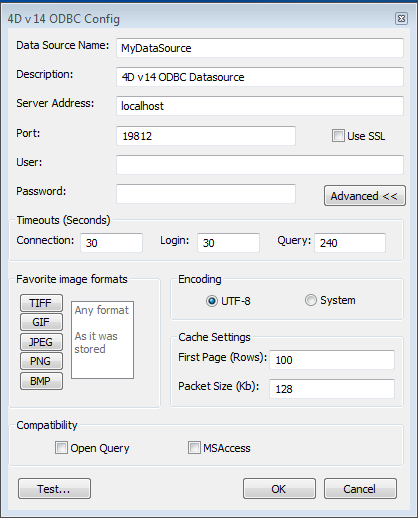 4D v 14 ODBC Config
Data Source Name: MyDataSource
Description: 4D v14 ODBC Datasource
Server Address: localhost
Port: 19812 Use SSL
User:
Password: Advanced <<
Timeouts (Seconds)
Connection: 30 Login: 30 Query: 240
Favorite image formats
TIFF
GIF
JPEG
PNG
BMP
Any format
As it was
stored
Encoding
UTF-8 System
Cache Settings
First Page (Rows): 100
Packet Size (Kb): 128
Compatibility
Open Query MSAccess
Test... OK Cancel